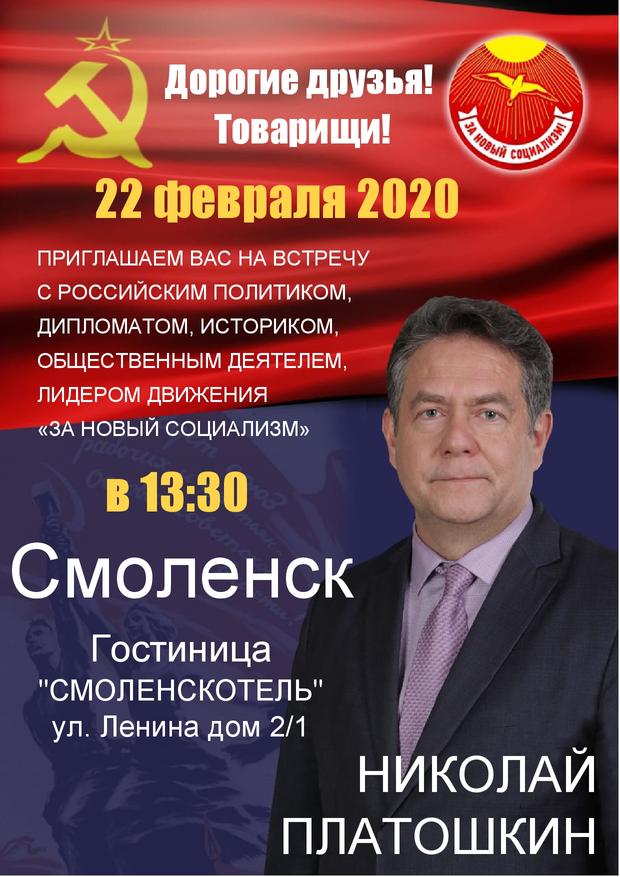 Дорогие друзья!
Товарищи!
ЗА НОВЫЙ СОЦИАЛИЗМ!
22 февраля 2020
ПРИГЛАШАЕМ ВАС НА ВСТРЕЧУ
С РОССИЙСКИМ ПОЛИТИКОМ,
ДИПЛОМАТОМ, ИСТОРИКОМ,
ОБЩЕСТВЕННЫМ ДЕЯТЕЛЕМ,
ЛИДЕРОМ ДВИЖЕНИЯ
«ЗА НОВЫЙ СОЦИАЛИЗМ»
в 13:30
Смоленск
Гостиница
"СМОЛЕНСКОТЕЛЬ"
ул. Ленина дом 2/1
НИКОЛАЙ
ПЛАТОШКИН